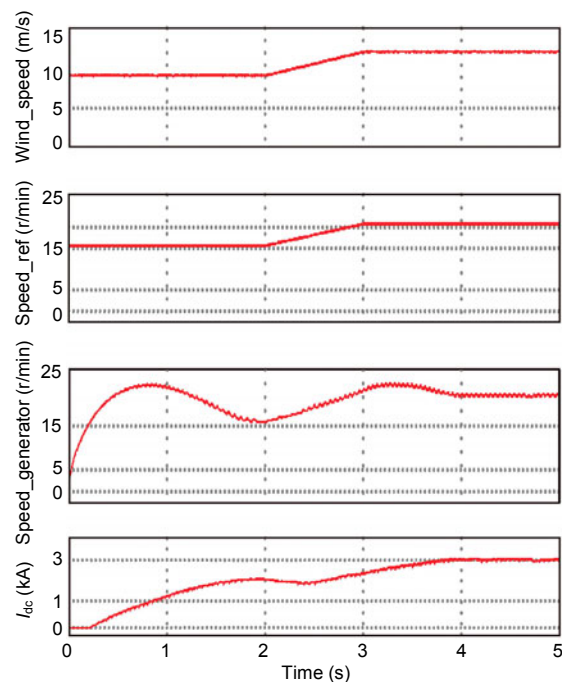 Wind_speed (m/s)
15
10
5
0
Speed_ref (r/min)
25
15
5
0
Speed_generator (r/min)
25
15
5
0
Idc (kA)
3
1
0
0 1 2 3 4 5
Time (s)